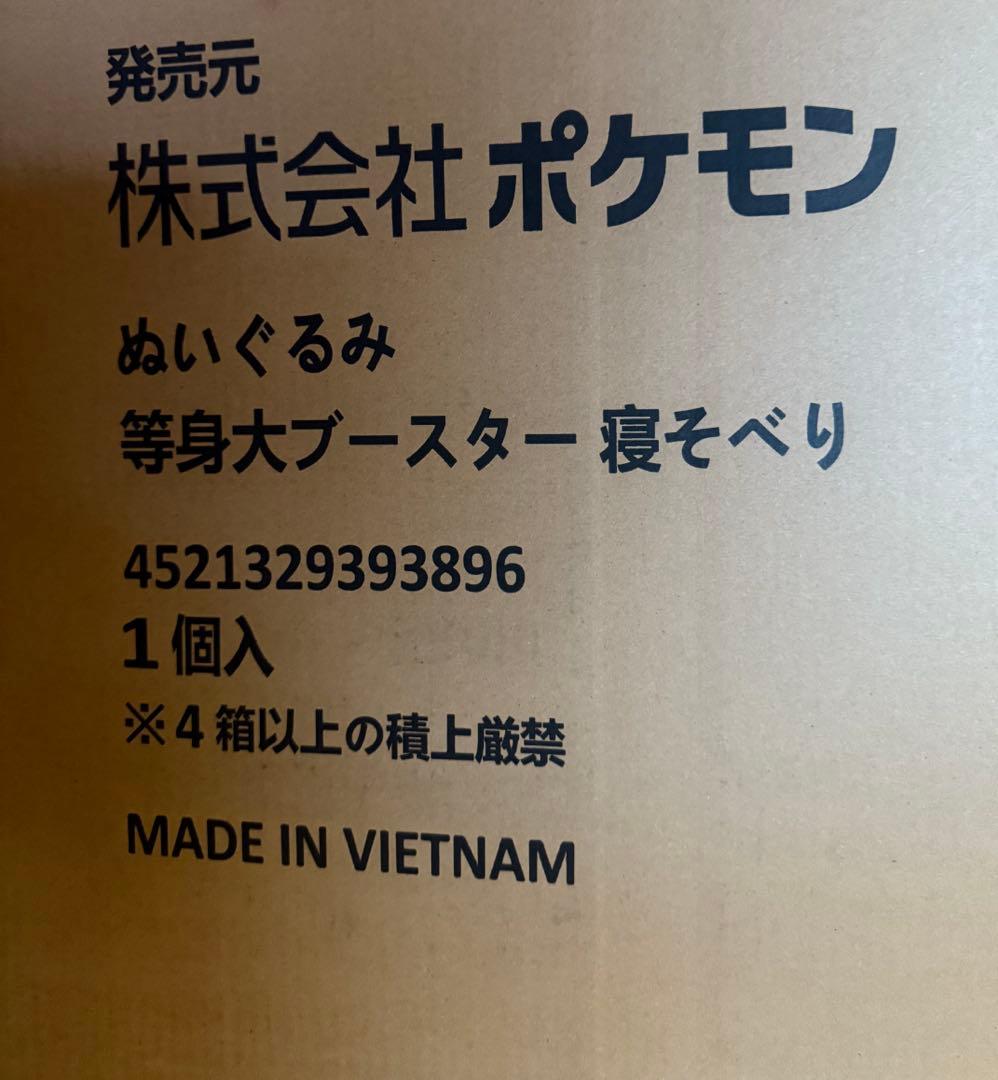 発売元
株式会社ポケモン
ぬいぐるみ
等身大ブースター 寝そべり
4521329393896
1個入
※4箱以上の積上厳禁
MADE IN VIETNAM